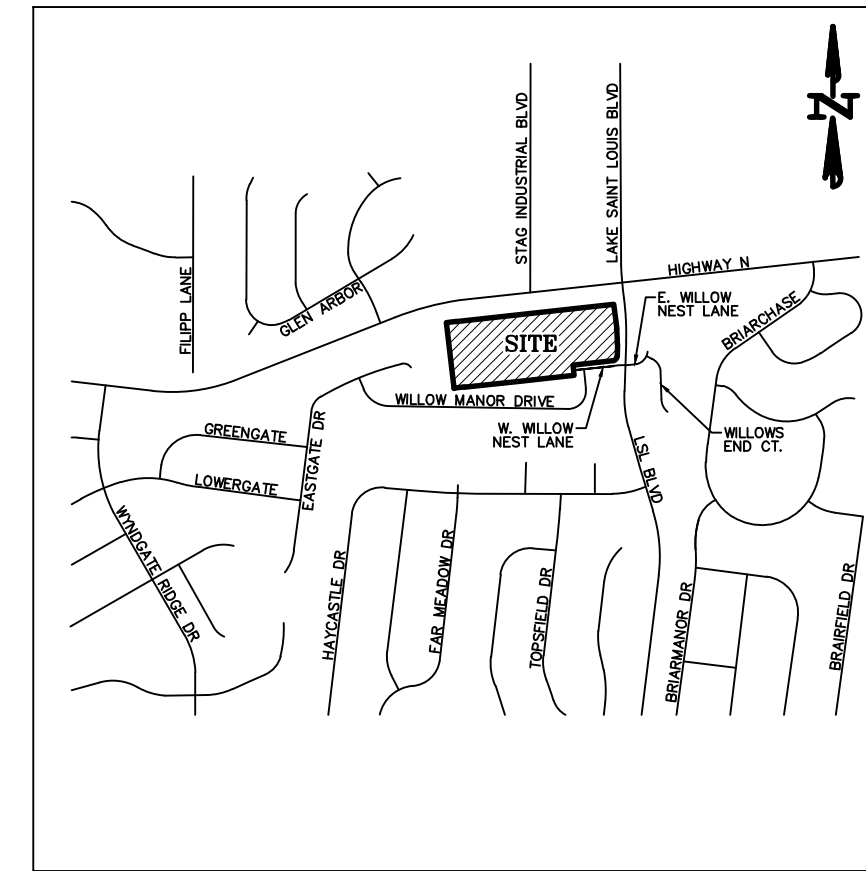 N
STAG INDUSTRIAL BLVD
LAKE SAINT LOUIS BLVD
HIGHWAY N
FILIPP LANE
GLEN ARBOR
E. WILLOW
NEST LANE
BRIARCHASE
SITE
WILLOW MANOR DRIVE
W. WILLOW
NEST LANE
WILLOWS
END CT.
GREENGATE
EASTGATE DR
LOWERGATE
LSL BLVD
WYNDGATE RIDGE DR
HAYCASTLE DR
FAR MEADOW DR
TOPSFIELD DR
BRIARMANOR DR
BRAIRFIELD DR